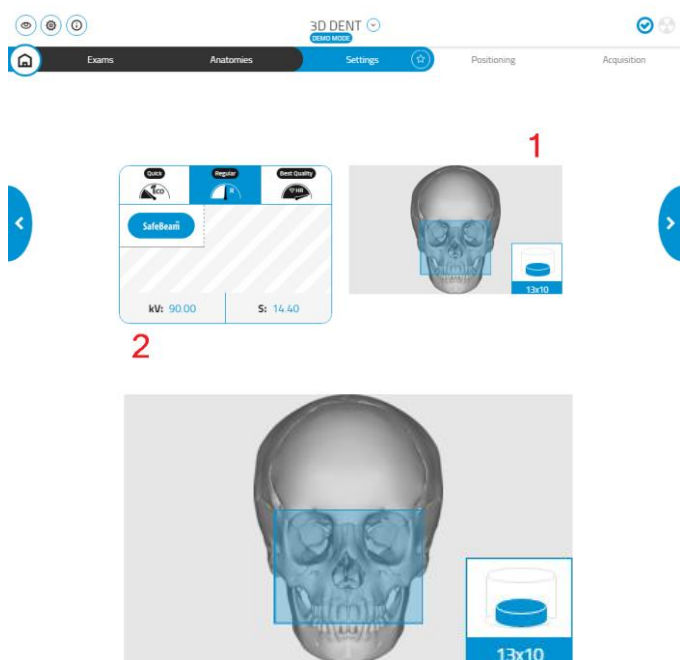 3D DENT
DEMO MODE
Exams Anatomies Settings Positioning Acquisition
1
Quick Regular Best Quality
ECO R HR
SafeBeam™
13x10
kV: 90.00 S: 14.40
2
13x10